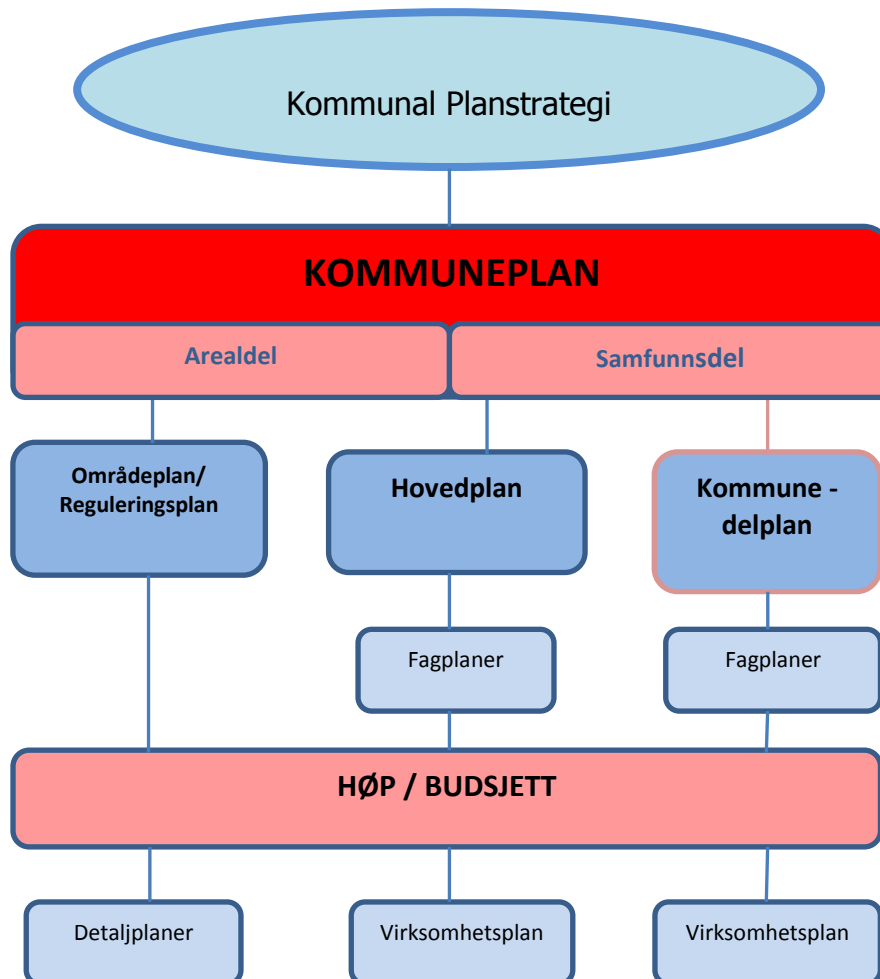 Kommunal Planstrategi
KOMMUNEPLAN
Arealdel
Samfunnsdel
Områdeplan/
Reguleringsplan
Hovedplan
Kommune -
delplan
Fagplaner
Fagplaner
HØP / BUDSJETT
Detaljplaner
Virksomhetsplan
Virksomhetsplan